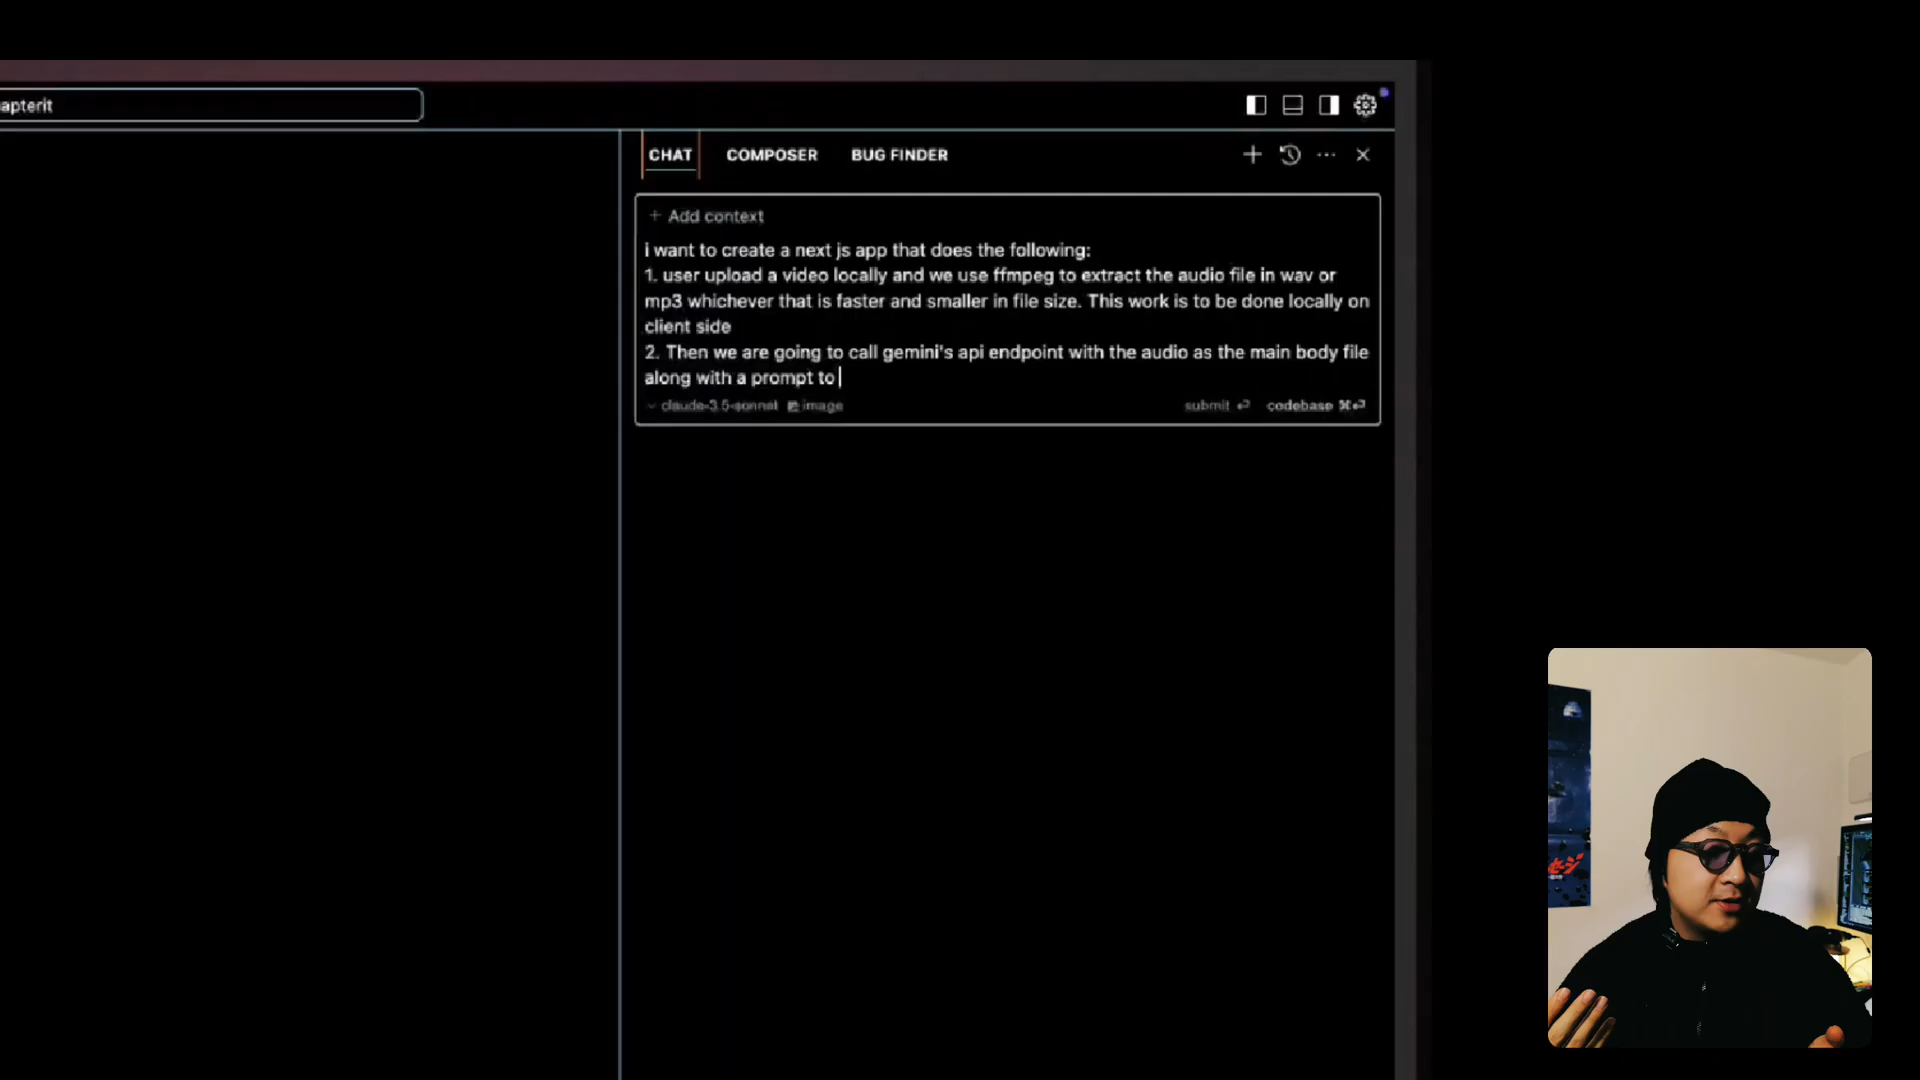 apterit
CHAT COMPOSER BUG FINDER
+ Add context
i want to create a next js app that does the following:
1. user upload a video locally and we use ffmpeg to extract the audio file in wav or
mp3 whichever that is faster and smaller in file size. This work is to be done locally on
client side
2. Then we are going to call gemini's api endpoint with the audio as the main body file
along with a prompt to
claude-3.5-sonnet image submit ⏎ codebase ⌘⏎
セージ